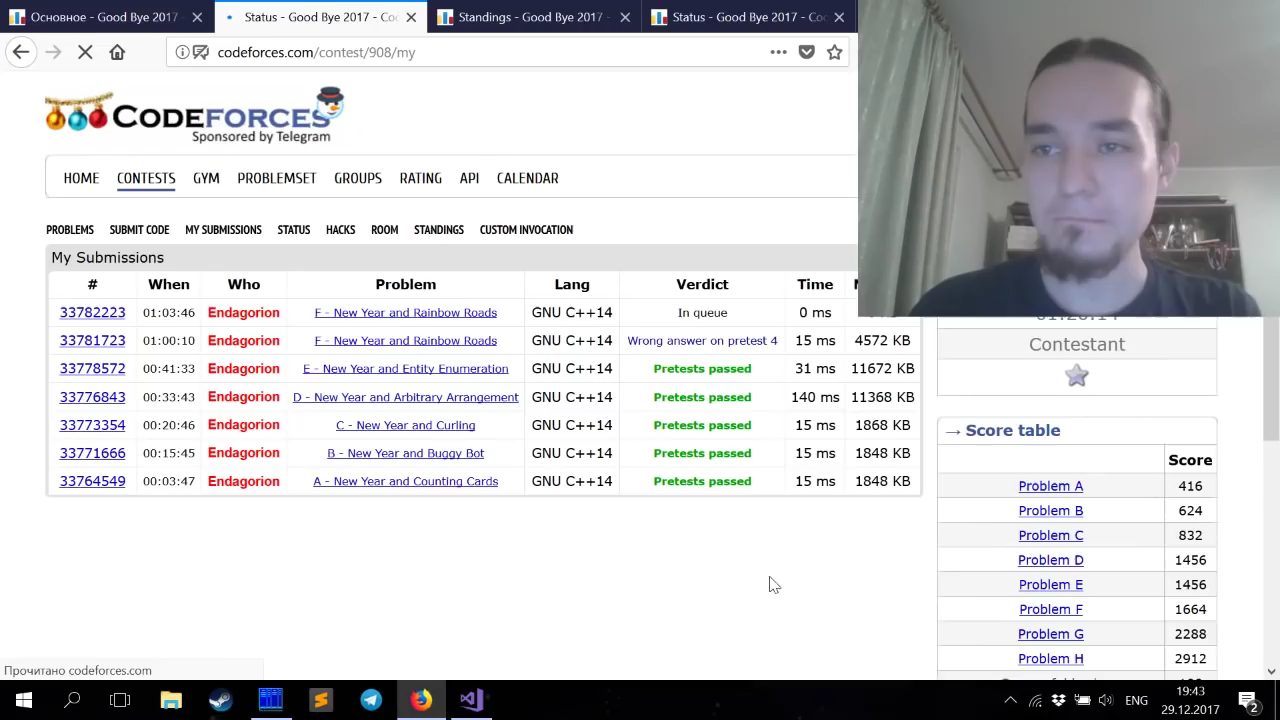 Основное - Good Bye 2017 - Status - Good Bye 2017 - Co Standings - Good Bye 2017 - Status - Good Bye 2017 - Co
codeforces.com/contest/908/my
CODEFORCES
Sponsored by Telegram
HOME CONTESTS GYM PROBLEMSET GROUPS RATING API CALENDAR
PROBLEMS SUBMIT CODE MY SUBMISSIONS STATUS HACKS ROOM STANDINGS CUSTOM INVOCATION
My Submissions
# When Who Problem Lang Verdict Time
33782223 01:03:46 Endagorion F - New Year and Rainbow Roads GNU C++14 In queue 0 ms
33781723 01:00:10 Endagorion F - New Year and Rainbow Roads GNU C++14 Wrong answer on pretest 4 15 ms 4572 KB
33778572 00:41:33 Endagorion E - New Year and Entity Enumeration GNU C++14 Pretests passed 31 ms 11672 KB
33776843 00:33:43 Endagorion D - New Year and Arbitrary Arrangement GNU C++14 Pretests passed 140 ms 11368 KB
33773354 00:20:46 Endagorion C - New Year and Curling GNU C++14 Pretests passed 15 ms 1868 KB
33771666 00:15:45 Endagorion B - New Year and Buggy Bot GNU C++14 Pretests passed 15 ms 1848 KB
33764549 00:03:47 Endagorion A - New Year and Counting Cards GNU C++14 Pretests passed 15 ms 1848 KB
Contestant
→ Score table
Score
Problem A 416
Problem B 624
Problem C 832
Problem D 1456
Problem E 1456
Problem F 1664
Problem G 2288
Problem H 2912
Прочитано codeforces.com
ENG
19:43
29.12.2017
2